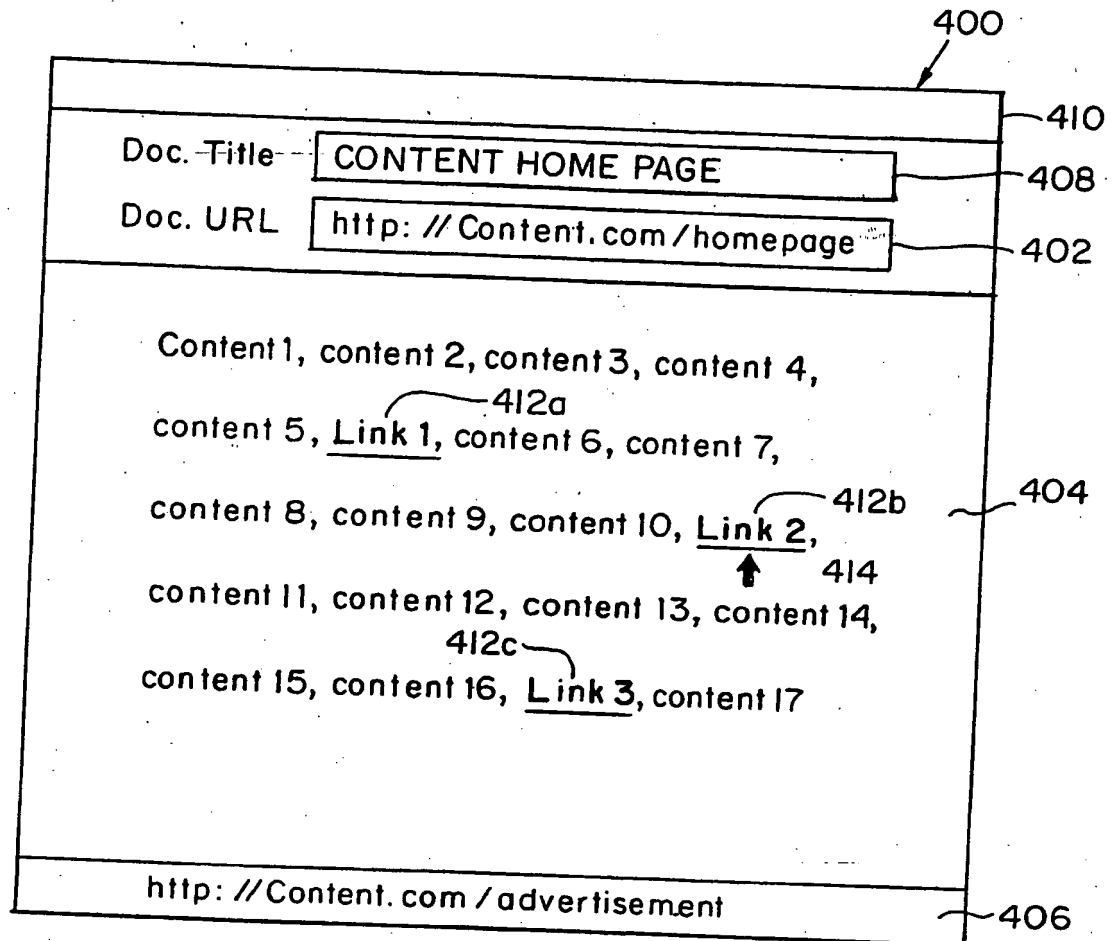 400
410
Doc. Title CONTENT HOME PAGE 408
Doc. URL http: //Content.com/homepage 402
Content 1, content 2, content 3, content 4,
412a
content 5, Link 1, content 6, content 7,
412b 404
content 8, content 9, content 10, Link 2,
414
content 11, content 12, content 13, content 14,
412c
content 15, content 16, Link 3, content 17
http: //Content.com/advertisement 406